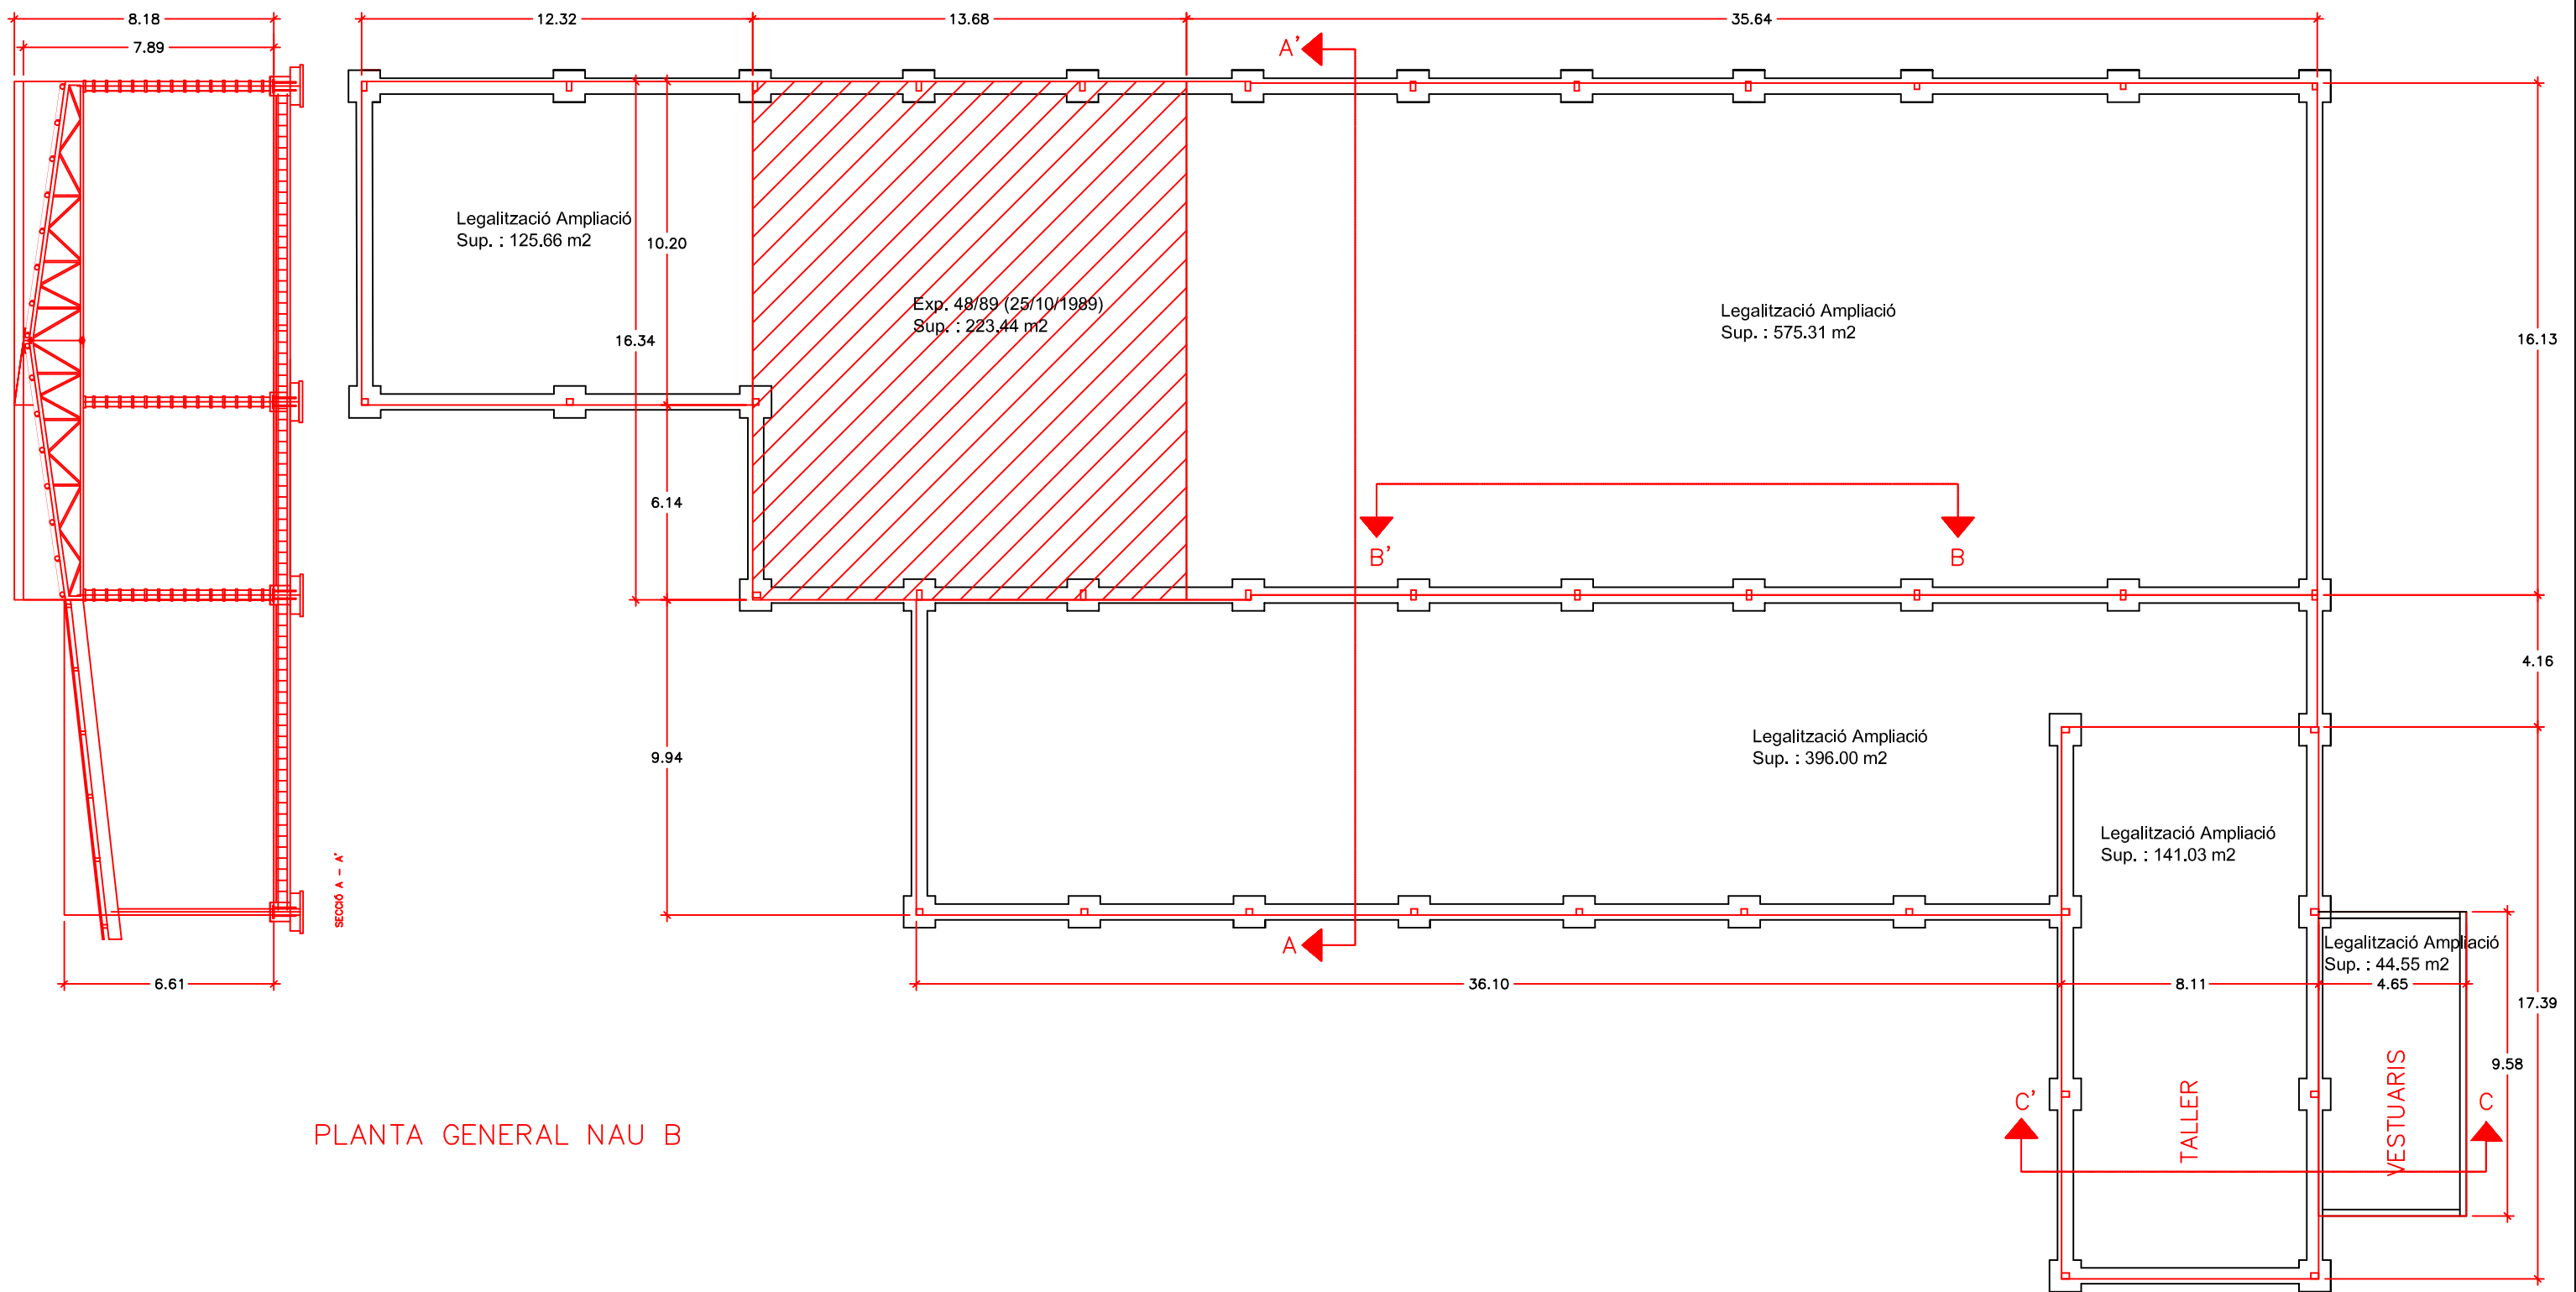 8.18
12.32
13.68
35.64
7.89
A'
Legalització Ampliació
Sup. : 125.66 m2
10.20
Exp. 48/89 (25/10/1989)
Sup. : 223.44 m2
Legalització Ampliació
Sup. : 575.31 m2
16.34
16.13
6.14
B'
B
4.16
Legalització Ampliació
Sup. : 396.00 m2
9.94
Legalització Ampliació
Sup. : 141.03 m2
SECCIÓ A - A'
A
Legalització Ampliació
Sup. : 44.55 m2
6.61
36.10
8.11
4.65
17.39
9.58
C'
TALLER
VESTUARIS
C
PLANTA GENERAL NAU B